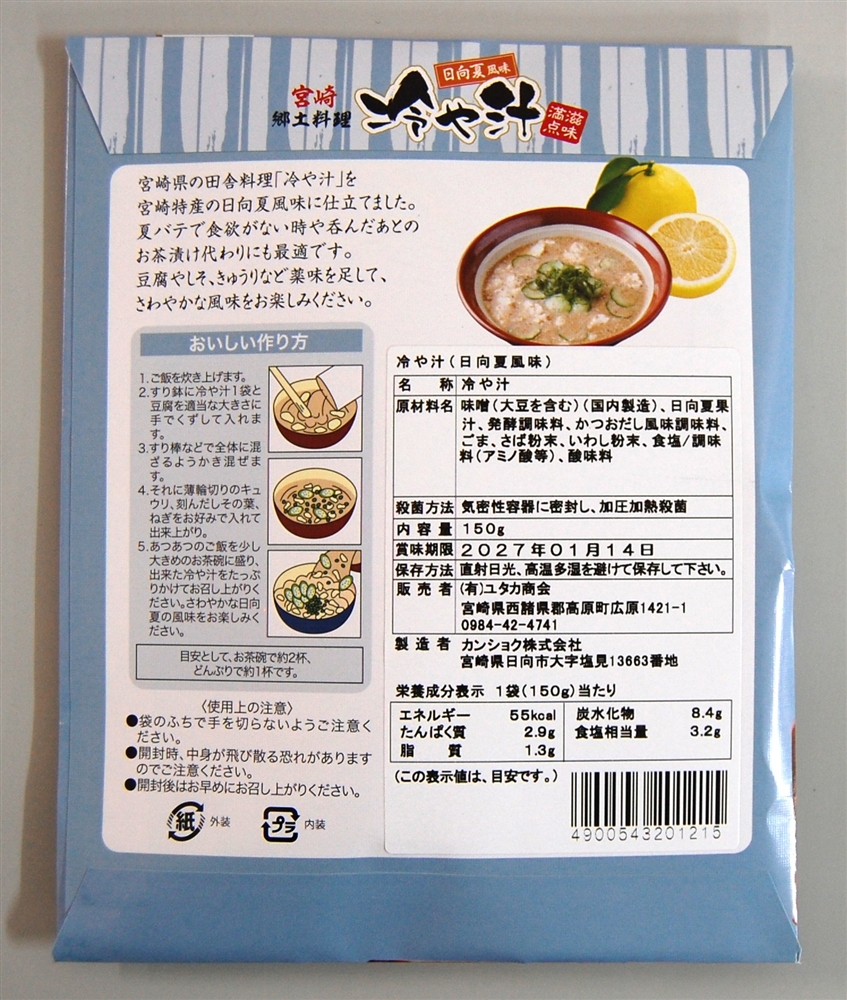 日向夏風味
宮崎
郷土料理
冷や汁
滋味
満点
宮崎県の田舎料理「冷や汁」を
宮崎特産の日向夏風味に仕立てました。
夏バテで食欲がない時や呑んだあとの
お茶漬け代わりにも最適です。
豆腐やしそ、きゅうりなど薬味を足して、
さわやかな風味をお楽しみください。
おいしい作り方
1.ご飯を炊き上げます。
2.すり鉢に冷や汁1袋と
豆腐を適当な大きさに
手でくずして入れま
す。
3.すり棒などで全体に混
ざるようかき混ぜま
す。
4.それに薄輪切りのキュ
ウリ、刻んだしその葉、
ねぎをお好みで入れて
出来上がり。
5.あつあつのご飯を少し
大きめのお茶碗に盛り、
出来た冷や汁をたっぷ
りかけてお召し上がり
ください。さわやかな日向
夏の風味をお楽しみく
ださい。
目安として、お茶碗で約2杯、
どんぶりで約1杯です。
〈使用上の注意〉
●袋のふちで手を切らないようご注意く
ださい。
●開封時、中身が飛び散る恐れがあります
のでご注意ください。
●開封後はお早めにお召し上がりください。
紙 外装
プラ 内装
冷や汁(日向夏風味)
名 称 冷や汁
原材料名 味噌(大豆を含む)(国内製造)、日向夏果
汁、発酵調味料、かつおだし風味調味料、
ごま、さば粉末、いわし粉末、食塩/調味
料(アミノ酸等)、酸味料
殺菌方法 気密性容器に密封し、加圧加熱殺菌
内容量 150g
賞味期限 2027年01月14日
保存方法 直射日光、高温多湿を避けて保存して下さい。
販売者 (有)ユタカ商会
宮崎県西諸県郡高原町広原1421-1
0984-42-4741
製造者 カンショク株式会社
宮崎県日向市大字塩見13663番地
栄養成分表示 1袋(150g)当たり
エネルギー 55kcal 炭水化物 8.4g
たんぱく質 2.9g 食塩相当量 3.2g
脂質 1.3g
(この表示値は、目安です。)
4900543201215